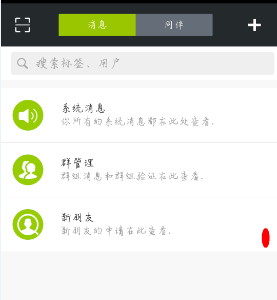 消息 同伴
搜索标签、用户
系统消息
你所有的系统消息都在此处查看.
群管理
群组消息和群组验证在此查看.
新朋友
新朋友的申请在此查看.